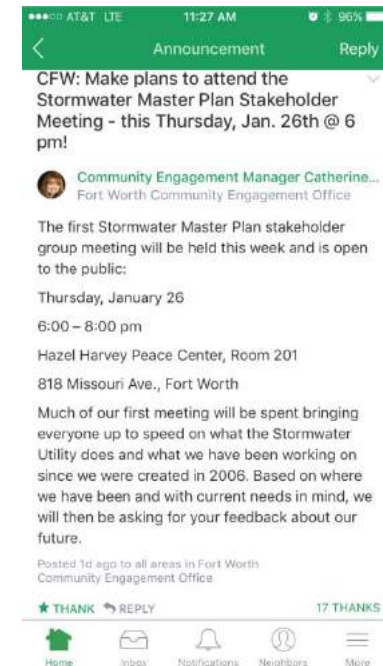 AT&T LTE 11:27 AM 96%
Announcement Reply
CFW: Make plans to attend the
Stormwater Master Plan Stakeholder
Meeting - this Thursday, Jan. 26th @ 6
pm!
Community Engagement Manager Catherine...
Fort Worth Community Engagement Office
The first Stormwater Master Plan stakeholder
group meeting will be held this week and is open
to the public:
Thursday, January 26
6:00 – 8:00 pm
Hazel Harvey Peace Center, Room 201
818 Missouri Ave., Fort Worth
Much of our first meeting will be spent bringing
everyone up to speed on what the Stormwater
Utility does and what we have been working on
since we were created in 2006. Based on where
we have been and with current needs in mind, we
will then be asking for your feedback about our
future.
Posted 1d ago to all areas in Fort Worth
Community Engagement Office
THANK REPLY 17 THANKS
Home Inbox Notifications Neighbors More